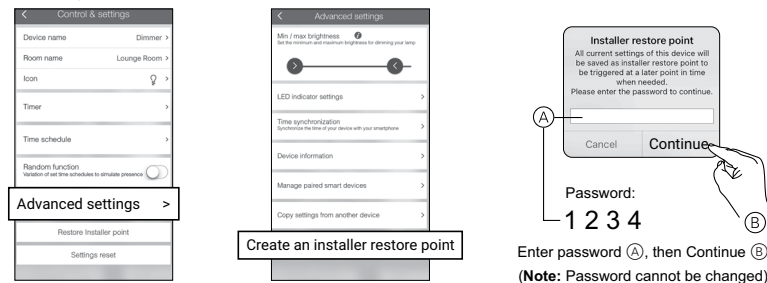 Control & settings
Device name Dimmer >
Room name Lounge Room >
Icon >
Timer >
Time schedule >
Random function
Variation of set time schedules to simulate presence
Advanced settings >
Restore Installer point
Settings reset
Advanced settings
Min / max brightness i
Set the minimum and maximum brightness for dimming your lamp
LED indicator settings >
Time synchronization >
Synchronize the time of your device with your smartphone
Device information >
Manage paired smart devices >
Copy settings from another device >
Create an installer restore point
Installer restore point
All current settings of this device will
be saved as installer restore point to
be triggered at a later point in time
when needed.
Please enter the password to continue.
A
Cancel Continue
Password:
1 2 3 4
B
Enter password A, then Continue B
(Note: Password cannot be changed)